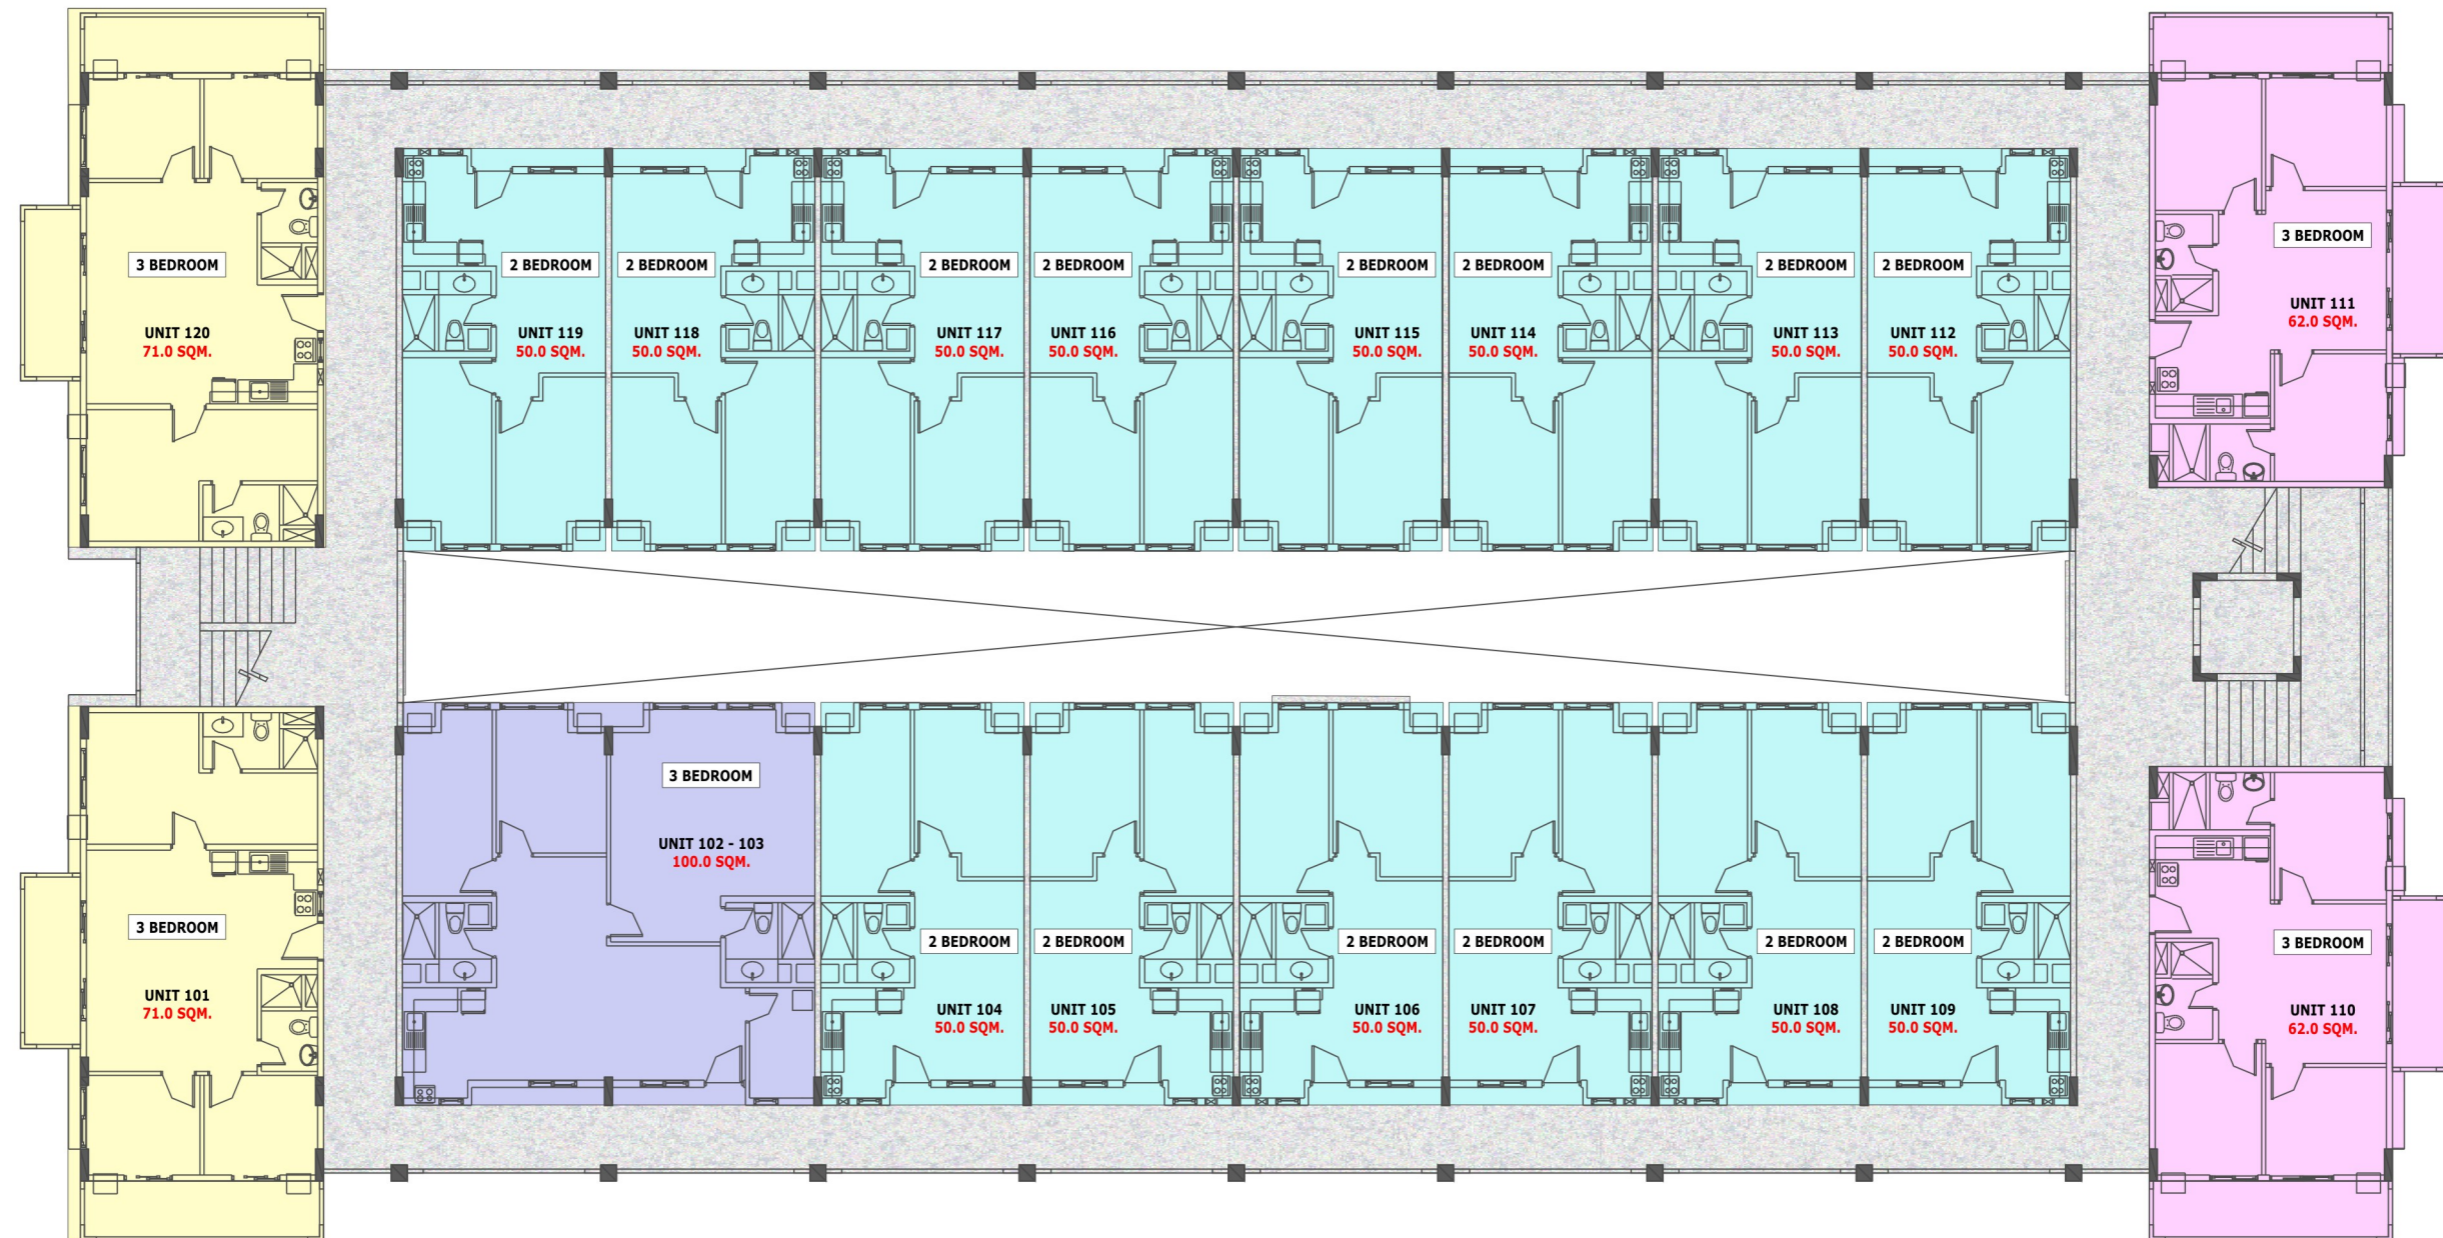 3 BEDROOM
UNIT 120
71.0 SQM.
2 BEDROOM
UNIT 119
50.0 SQM.
2 BEDROOM
UNIT 118
50.0 SQM.
2 BEDROOM
UNIT 117
50.0 SQM.
2 BEDROOM
UNIT 116
50.0 SQM.
2 BEDROOM
UNIT 115
50.0 SQM.
2 BEDROOM
UNIT 114
50.0 SQM.
2 BEDROOM
UNIT 113
50.0 SQM.
2 BEDROOM
UNIT 112
50.0 SQM.
3 BEDROOM
UNIT 111
62.0 SQM.
3 BEDROOM
UNIT 101
71.0 SQM.
3 BEDROOM
UNIT 102 - 103
100.0 SQM.
2 BEDROOM
UNIT 104
50.0 SQM.
2 BEDROOM
UNIT 105
50.0 SQM.
2 BEDROOM
UNIT 106
50.0 SQM.
2 BEDROOM
UNIT 107
50.0 SQM.
2 BEDROOM
UNIT 108
50.0 SQM.
2 BEDROOM
UNIT 109
50.0 SQM.
3 BEDROOM
UNIT 110
62.0 SQM.